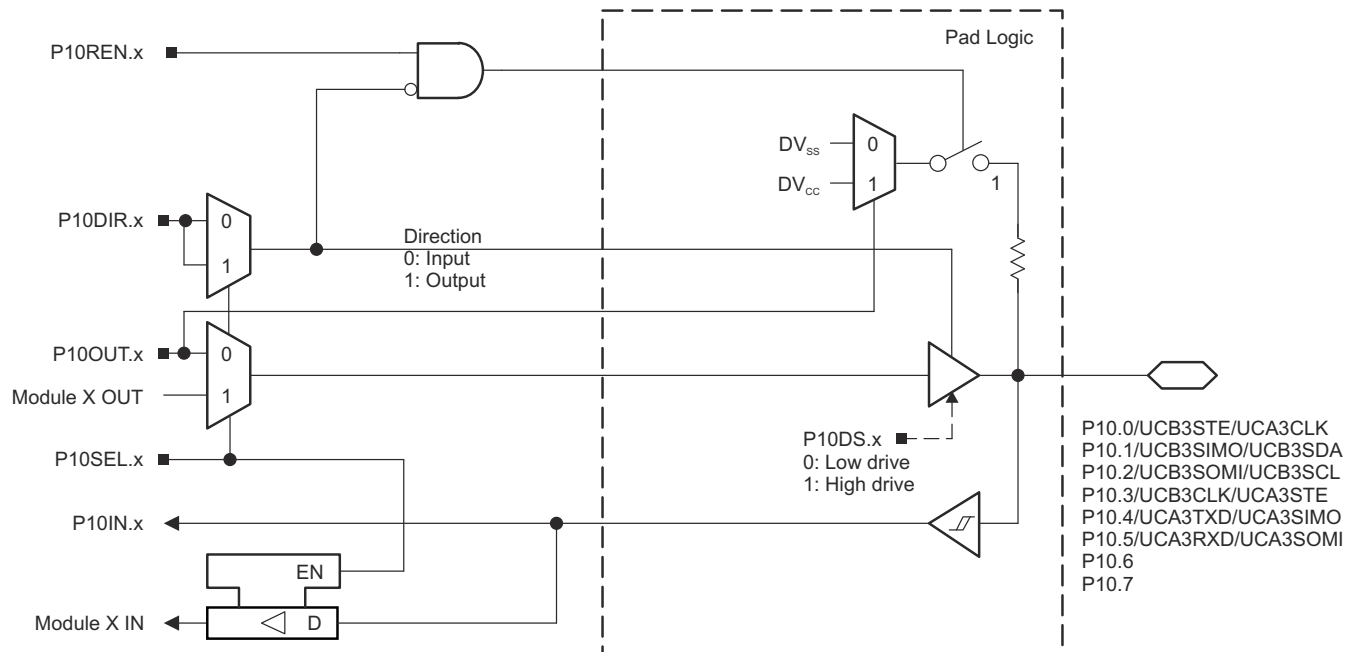 Pad Logic
P10REN.x
DVss 0
DVcc 1
1
P10DIR.x
0
1
Direction
0: Input
1: Output
P10OUT.x
0
Module X OUT
1
P10DS.x
0: Low drive
1: High drive
P10SEL.x
P10IN.x
EN
Module X IN
D
P10.0/UCB3STE/UCA3CLK
P10.1/UCB3SIMO/UCB3SDA
P10.2/UCB3SOMI/UCB3SCL
P10.3/UCB3CLK/UCA3STE
P10.4/UCA3TXD/UCA3SIMO
P10.5/UCA3RXD/UCA3SOMI
P10.6
P10.7